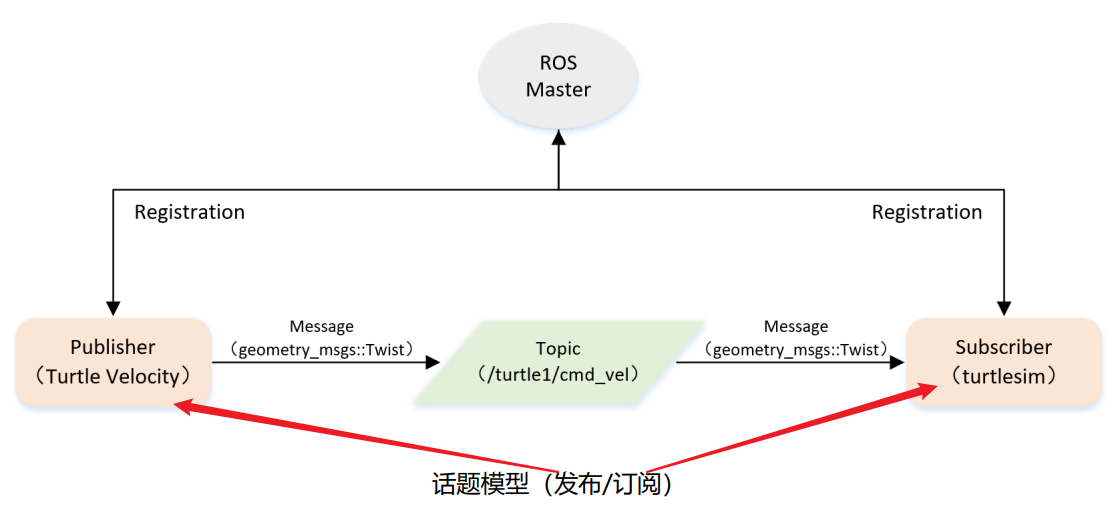 ROS
Master
Registration
Registration
Publisher
（Turtle Velocity）
Message
（geometry_msgs::Twist）
Topic
（/turtle1/cmd_vel）
Message
（geometry_msgs::Twist）
Subscriber
（turtlesim）
话题模型（发布/订阅）